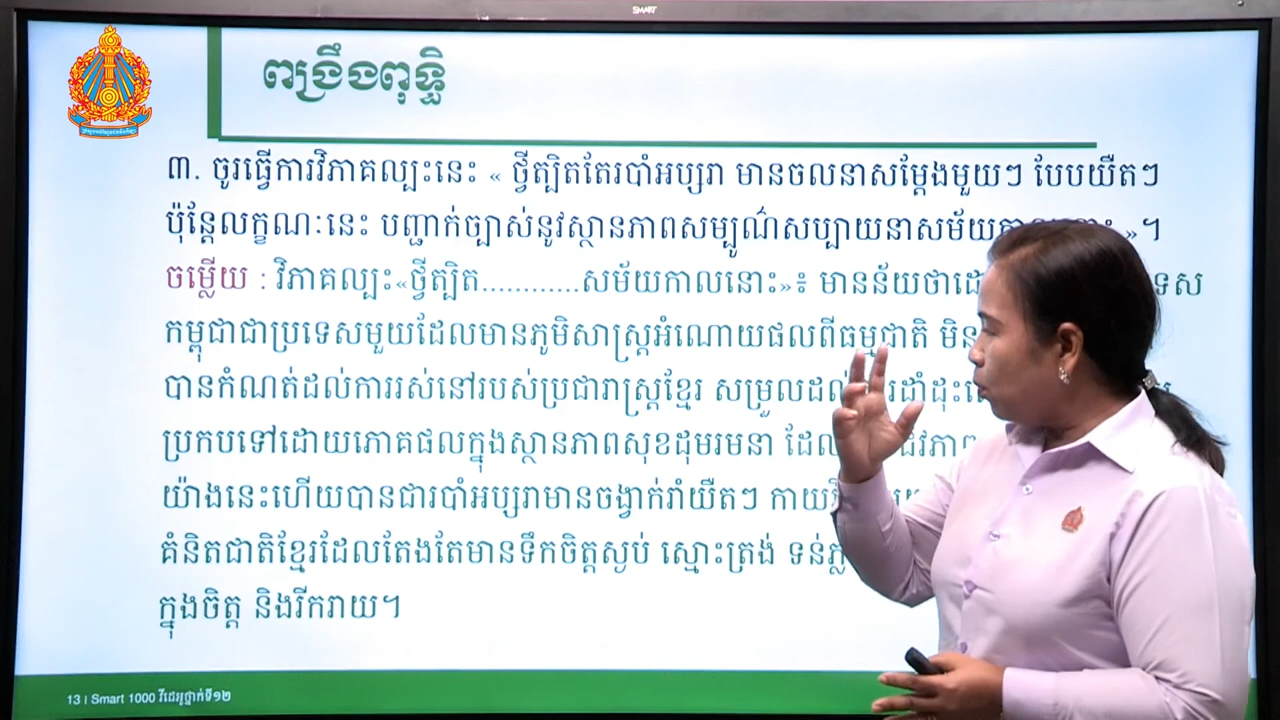 SMART
ពង្រឹងពុទ្ធិ
៣. ចូរធ្វើការវិភាគល្បះនេះ « ថ្វីត្បិតតែរបាំអប្សរា មានចលនាសម្តែងមួយៗ បែបយឺតៗ
ប៉ុន្តែលក្ខណៈនេះ បញ្ជាក់ច្បាស់នូវស្ថានភាពសម្បូណ៌សប្បាយនាសម័យ »។
ចម្លើយ : វិភាគល្បះ«ថ្វីត្បិត............សម័យកាលនោះ»៖ មានន័យថា
កម្ពុជាជាប្រទេសមួយដែលមានភូមិសាស្ត្រអំណោយផលពីធម្មជាតិ
បានកំណត់ដល់ការរស់នៅរបស់ប្រជារាស្ត្រខ្មែរ សម្រួលដល់
ប្រកបទៅដោយភោគផលក្នុងស្ថានភាពសុខដុមរមនា
យ៉ាងនេះហើយបានជារបាំអប្សរាមានចង្វាក់រាំយឺតៗ
គំនិតជាតិខ្មែរដែលតែងតែមានទឹកចិត្តស្ងប់ ស្មោះត្រង់
ក្នុងចិត្ត និងរីករាយ។
13 | Smart 1000 វីដេអូថ្នាក់ទី១២